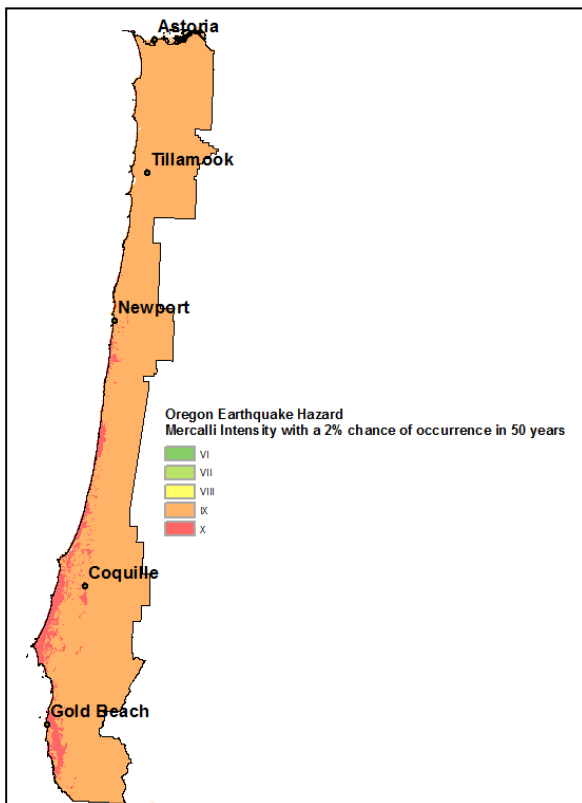 Astoria
Tillamook
Newport
Oregon Earthquake Hazard
Mercalli Intensity with a 2% chance of occurrence in 50 years
VI
VII
VIII
IX
X
Coquille
Gold Beach